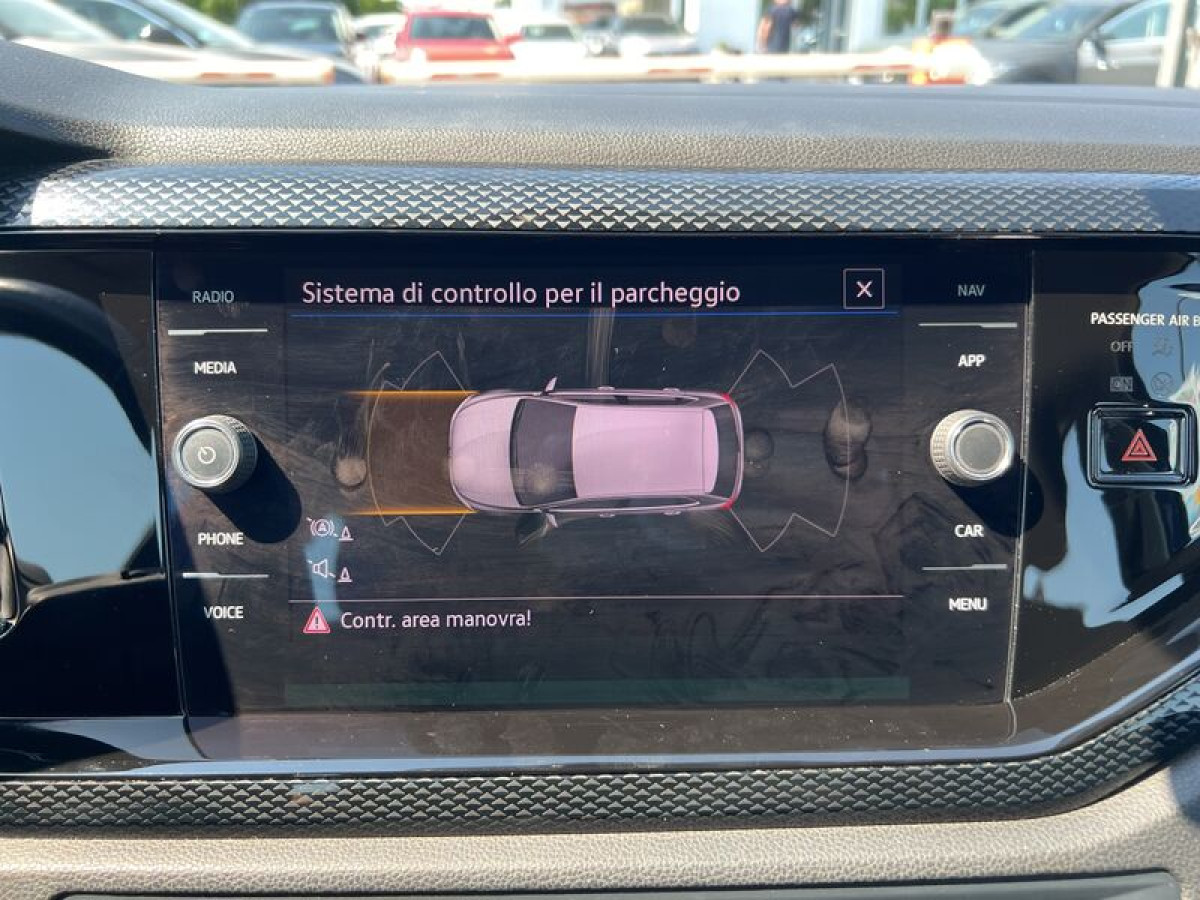 Sistema di controllo per il parcheggio
X
RADIO
MEDIA
PHONE
VOICE
NAV
APP
CAR
MENU
A
Contr. area manovra!
PASSENGER AIR B
OFF
ON